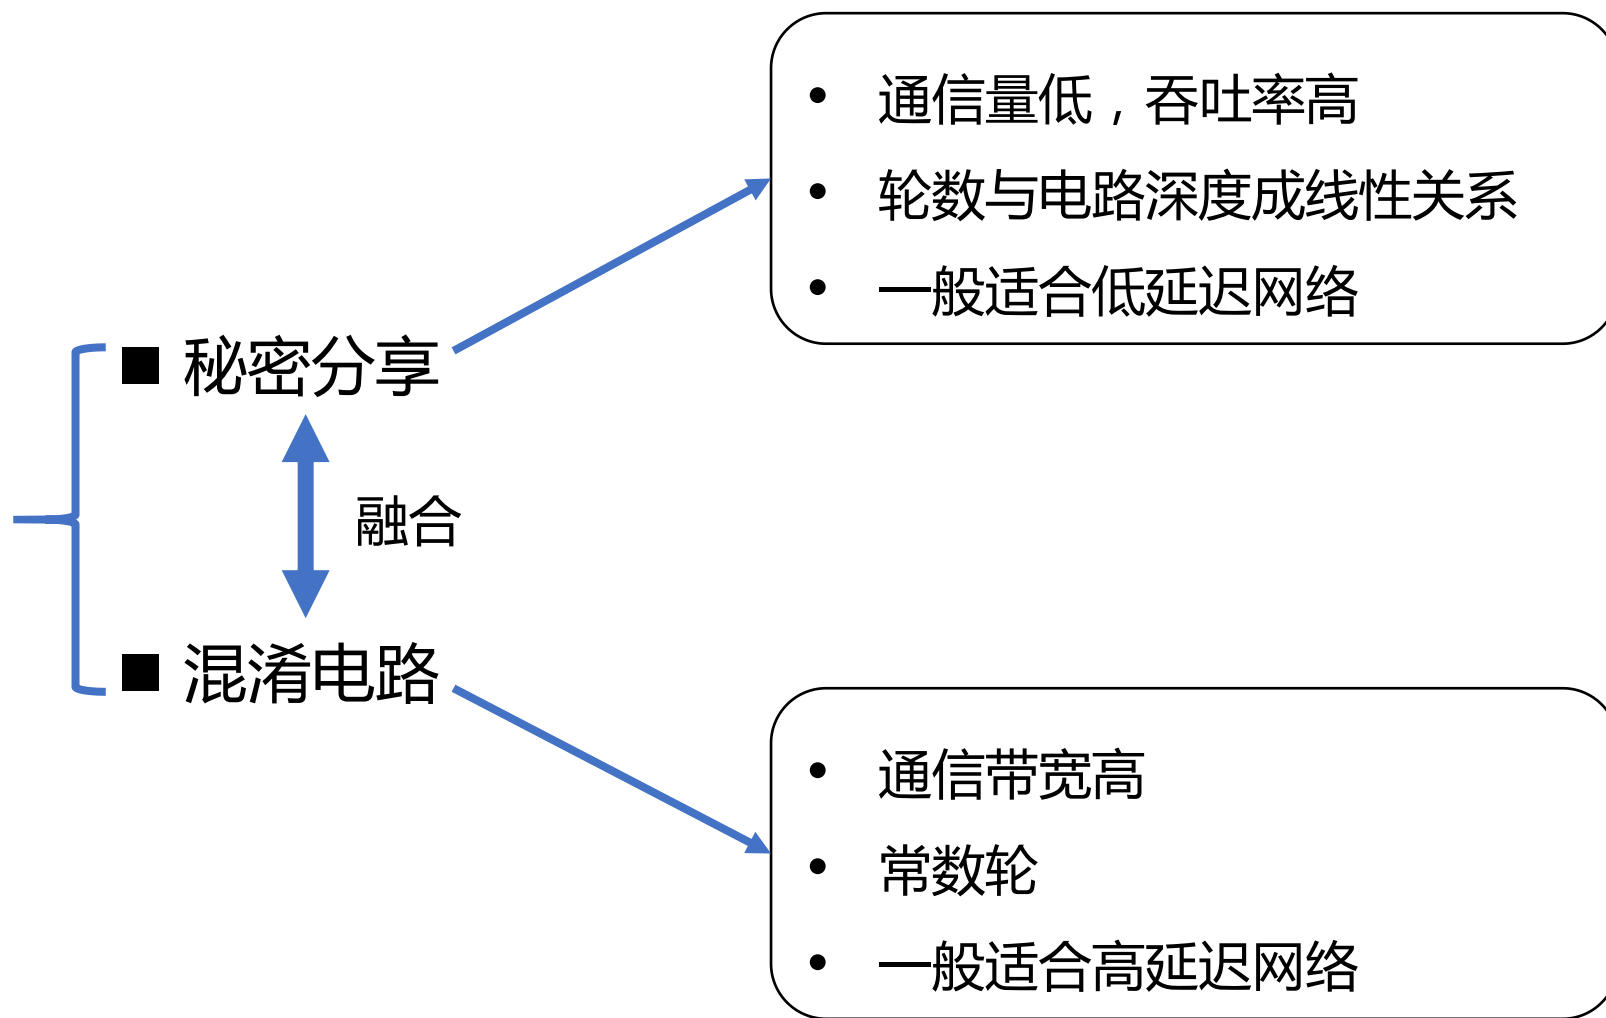 通信量低，吞吐率高
轮数与电路深度成线性关系
一般适合低延迟网络
秘密分享
融合
混淆电路
通信带宽高
常数轮
一般适合高延迟网络